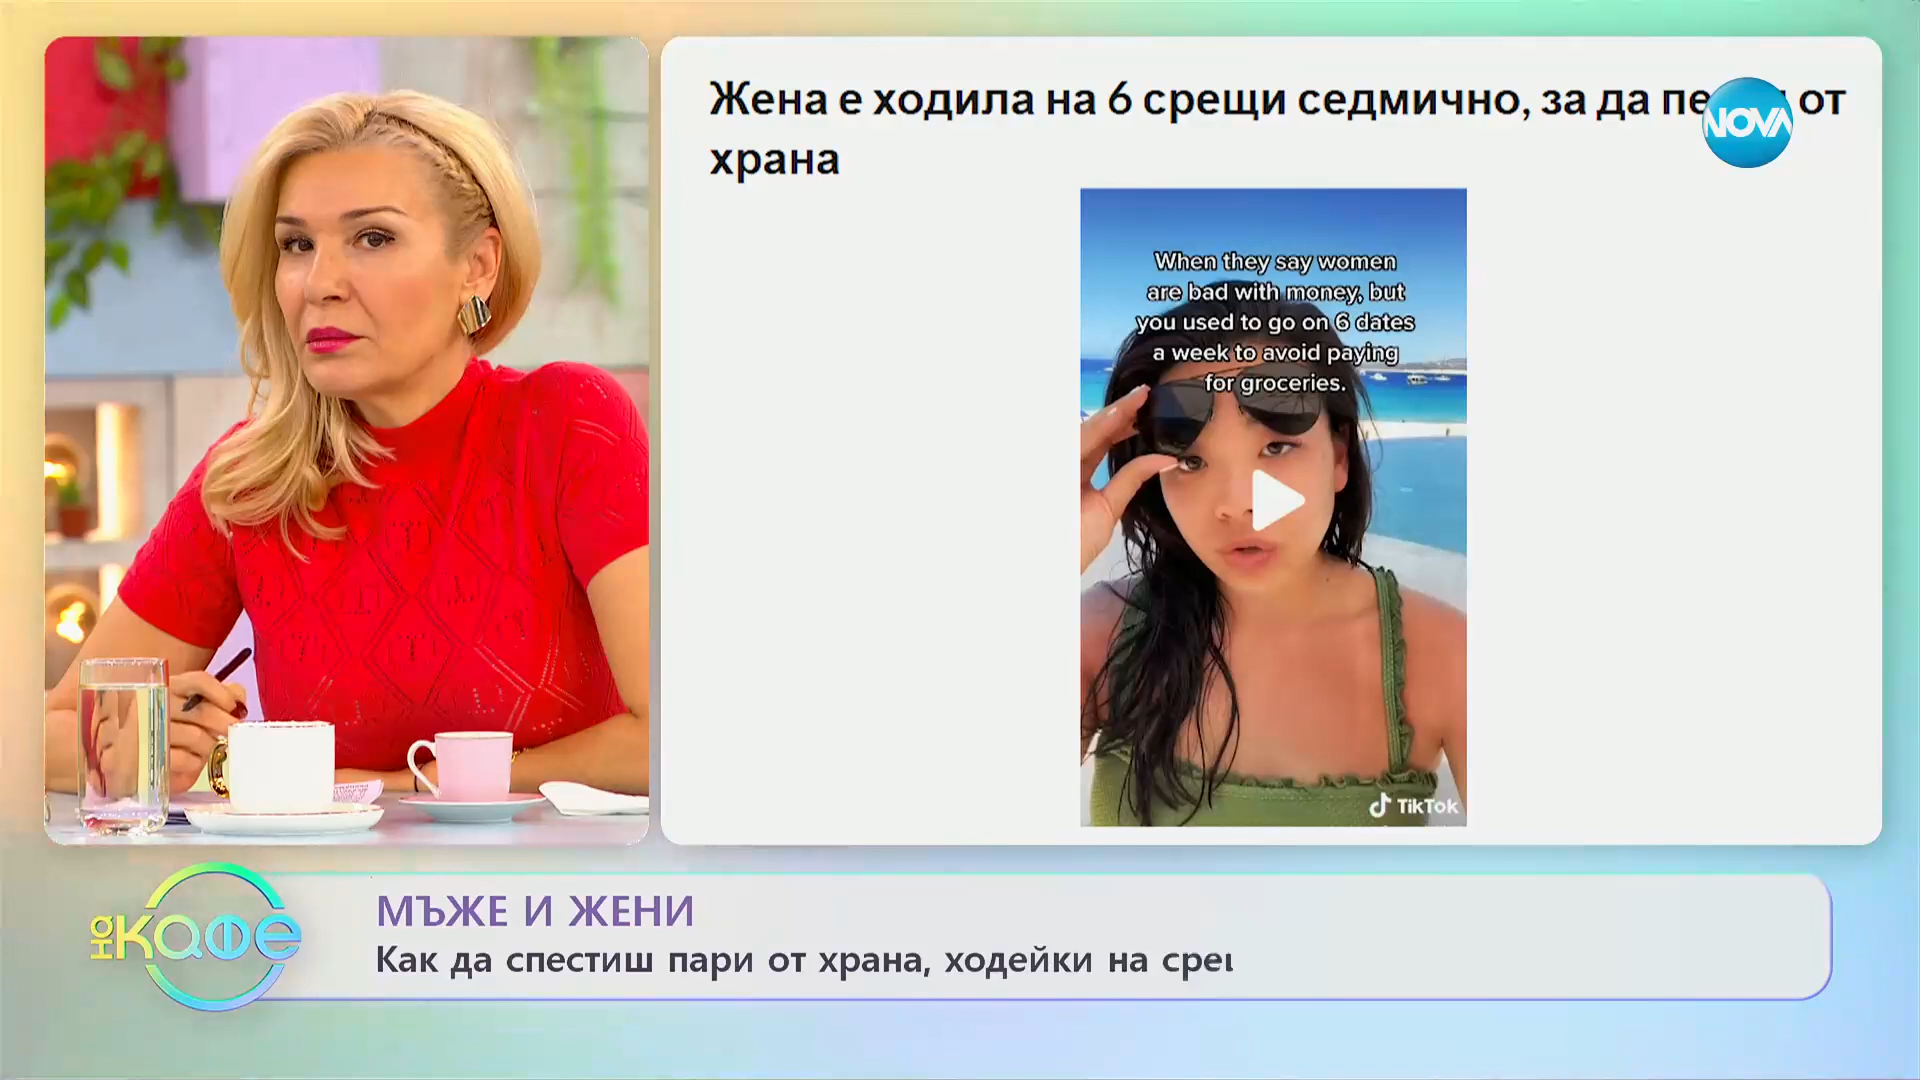 Жена е ходила на 6 срещи седмично, за да от
храна
NOVA
When they say women
are bad with money, but
you used to go on 6 dates
a week to avoid paying
for groceries.
TikTok
на кафе
МЪЖЕ И ЖЕНИ
Как да спестиш пари от храна, ходейки на